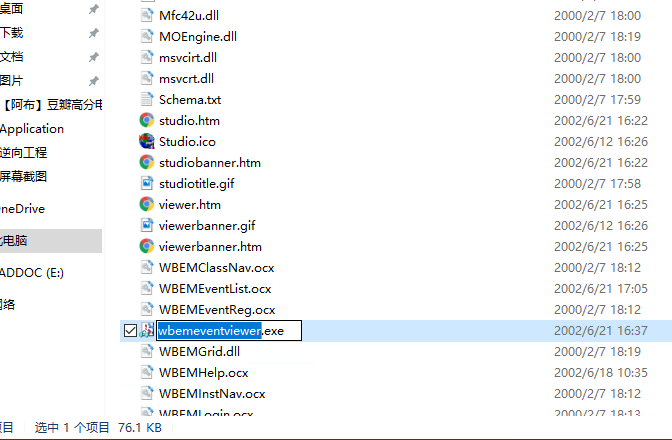 桌面
下载
文档
图片
【阿布】豆瓣高分电
Application
逆向工程
屏幕截图
OneDrive
此电脑
ADDOC (E:)
网络
Mfc42u.dll 2000/2/7 18:00
MOEngine.dll 2000/2/7 18:19
msvcirt.dll 2000/2/7 18:00
msvcrt.dll 2000/2/7 18:00
Schema.txt 2000/2/7 17:59
studio.htm 2002/6/21 16:22
Studio.ico 2002/6/12 16:26
studiobanner.htm 2002/6/21 16:22
studiotitle.gif 2000/2/7 17:58
viewer.htm 2002/6/21 16:25
viewerbanner.gif 2002/6/12 16:26
viewerbanner.htm 2002/6/21 16:25
WBEMClassNav.ocx 2000/2/7 18:12
WBEMEventList.ocx 2002/6/21 17:05
WBEMEventReg.ocx 2000/2/7 18:12
wbemeventviewer.exe 2002/6/21 16:37
WBEMGrid.dll 2000/2/7 18:19
WBEMHelp.ocx 2002/6/18 10:35
WBEMInstNav.ocx 2000/2/7 18:12
WBEMLogin.ocx 2000/2/7 18:13
项目 选中 1 个项目 76.1 KB